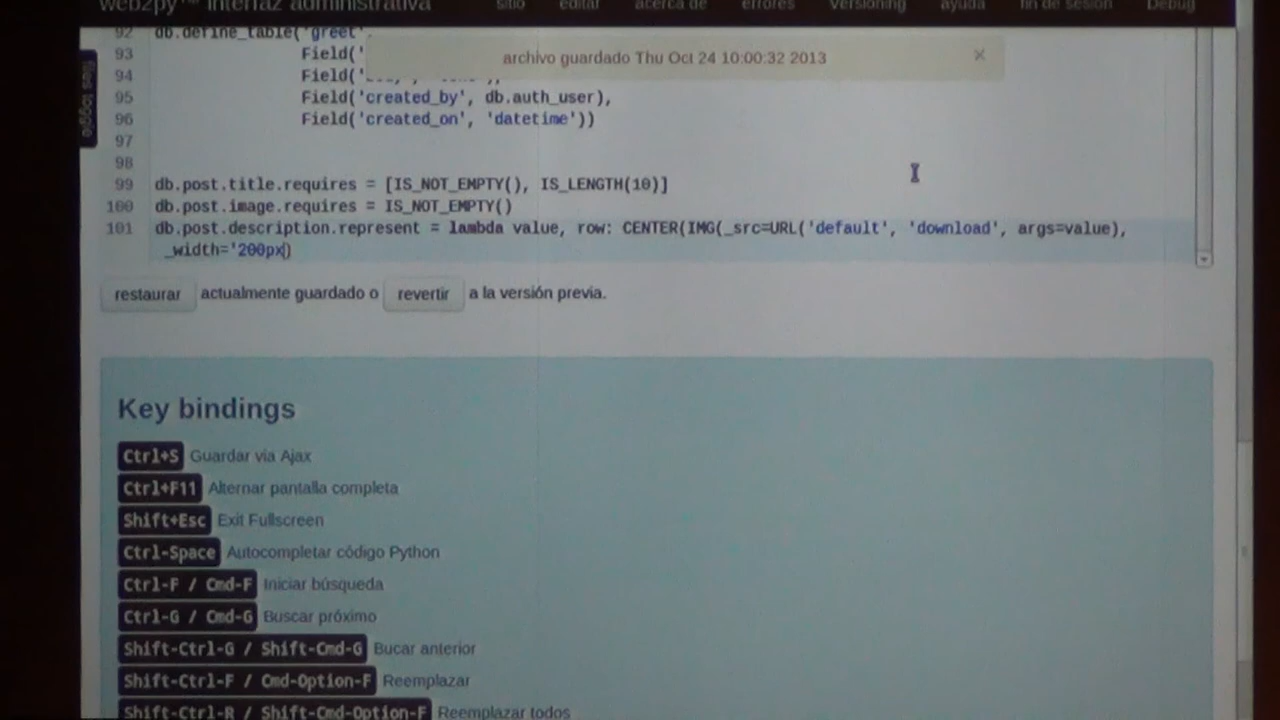 web2py™ Interfaz administrativa sitio editar acerca de errores Versioning ayuda fin de sesión Debug
files toggle
archivo guardado Thu Oct 24 10:00:32 2013 ×
92 db.define_table('greet'
93 Field('
94 Field('
95 Field('created_by', db.auth_user),
96 Field('created_on', 'datetime'))
97
98
99 db.post.title.requires = [IS_NOT_EMPTY(), IS_LENGTH(10)]
100 db.post.image.requires = IS_NOT_EMPTY()
101 db.post.description.represent = lambda value, row: CENTER(IMG(_src=URL('default', 'download', args=value),
_width='200px)
restaurar actualmente guardado o revertir a la versión previa.
Key bindings
Ctrl+S Guardar via Ajax
Ctrl+F11 Alternar pantalla completa
Shift+Esc Exit Fullscreen
Ctrl-Space Autocompletar código Python
Ctrl-F / Cmd-F Iniciar búsqueda
Ctrl-G / Cmd-G Buscar próximo
Shift-Ctrl-G / Shift-Cmd-G Bucar anterior
Shift-Ctrl-F / Cmd-Option-F Reemplazar
Shift-Ctrl-R / Shift-Cmd-Option-F Reemplazar todos